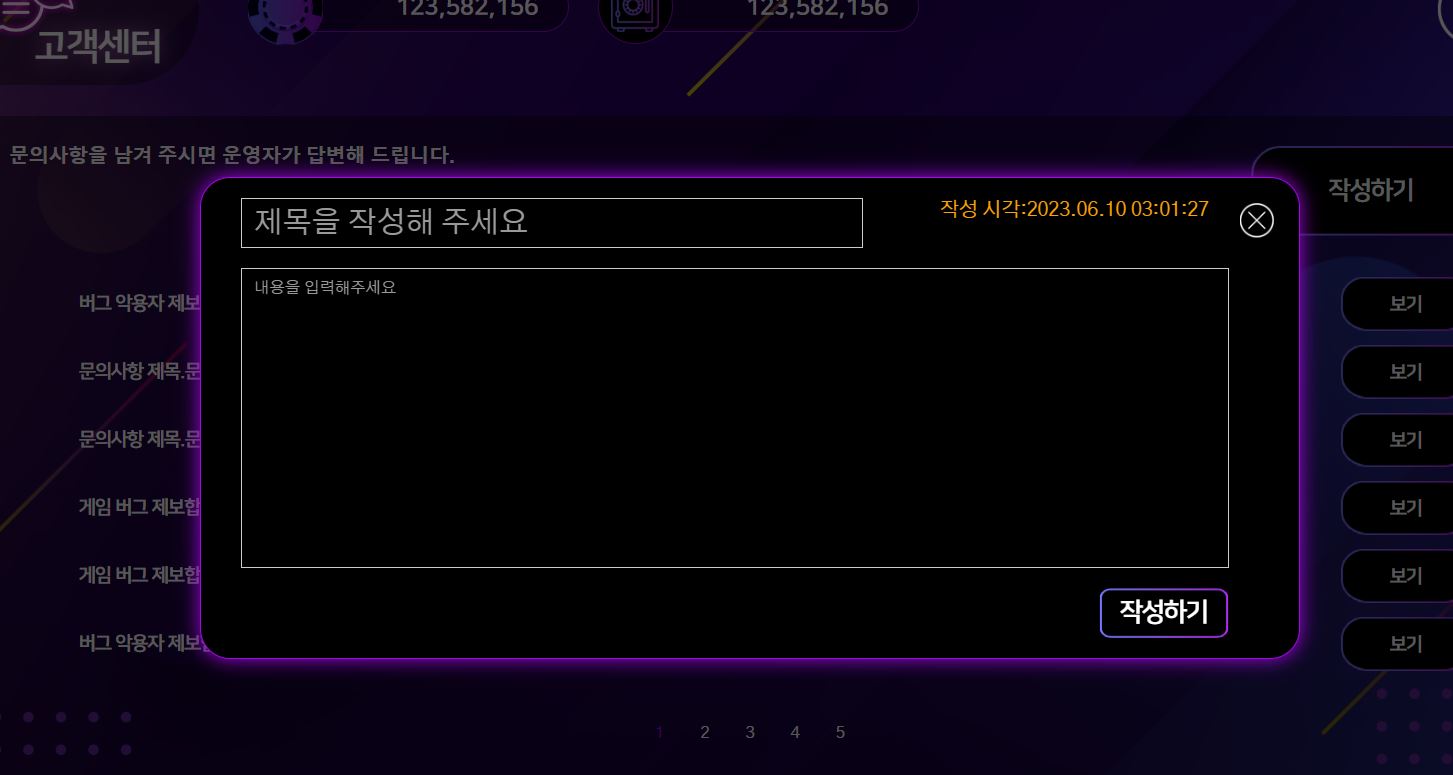 123,582,156
123,582,156
고객센터
문의사항을 남겨 주시면 운영자가 답변해 드립니다.
작성하기
제목을 작성해 주세요
작성 시각:2023.06.10 03:01:27
내용을 입력해주세요
버그 악용자 제보
보기
문의사항 제목.문
보기
문의사항 제목.문
보기
게임 버그 제보합
보기
게임 버그 제보합
보기
작성하기
버그 악용자 제보
보기
1 2 3 4 5